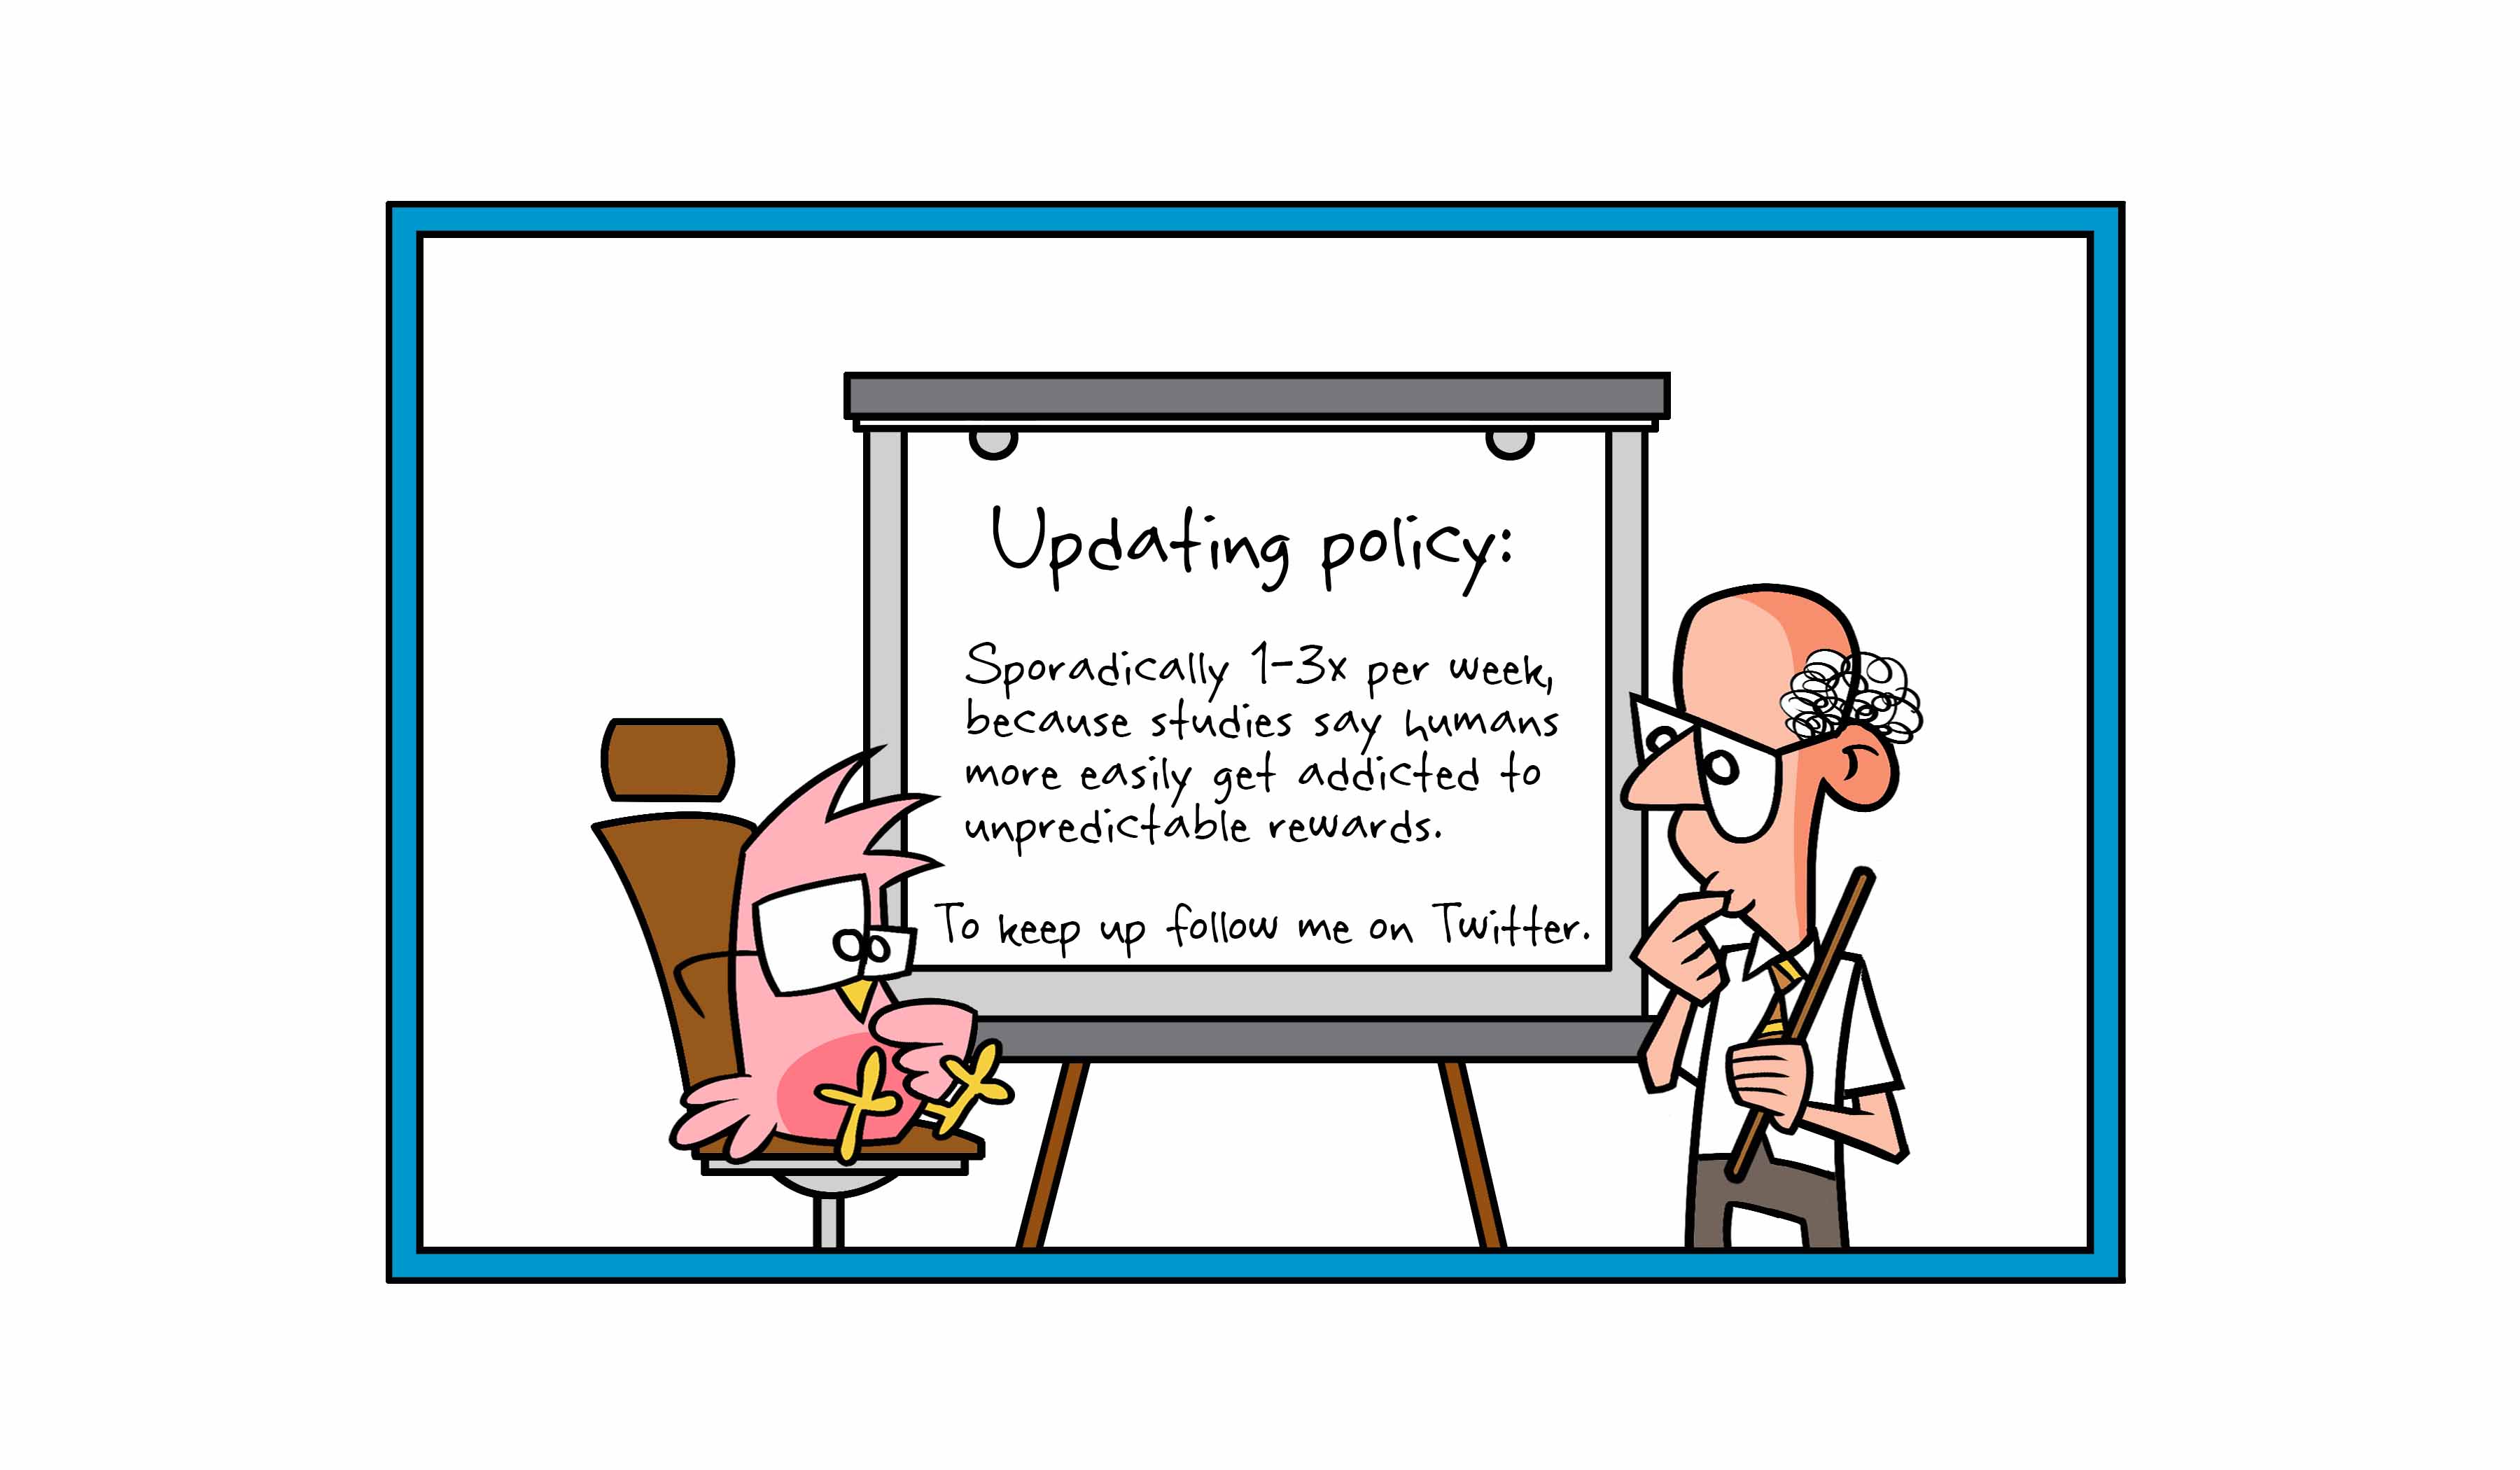 Updating policy:
Sporadically 1-3x per week,
because studies say humans
more easily get addicted to
unpredictable rewards.
To keep up follow me on Twitter.